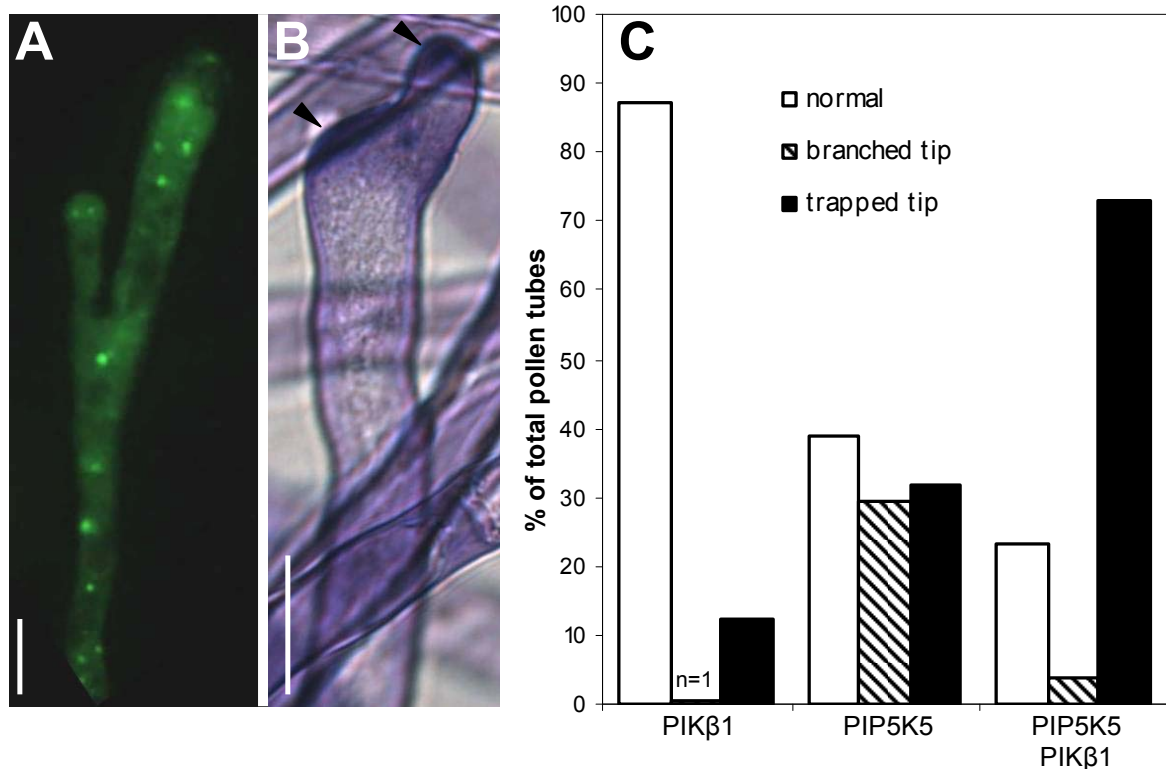 A
B
C
% of total pollen tubes
100
90
80
70
60
50
40
30
20
10
0
normal
branched tip
trapped tip
n=1
PIKβ1
PIP5K5
PIP5K5
PIKβ1